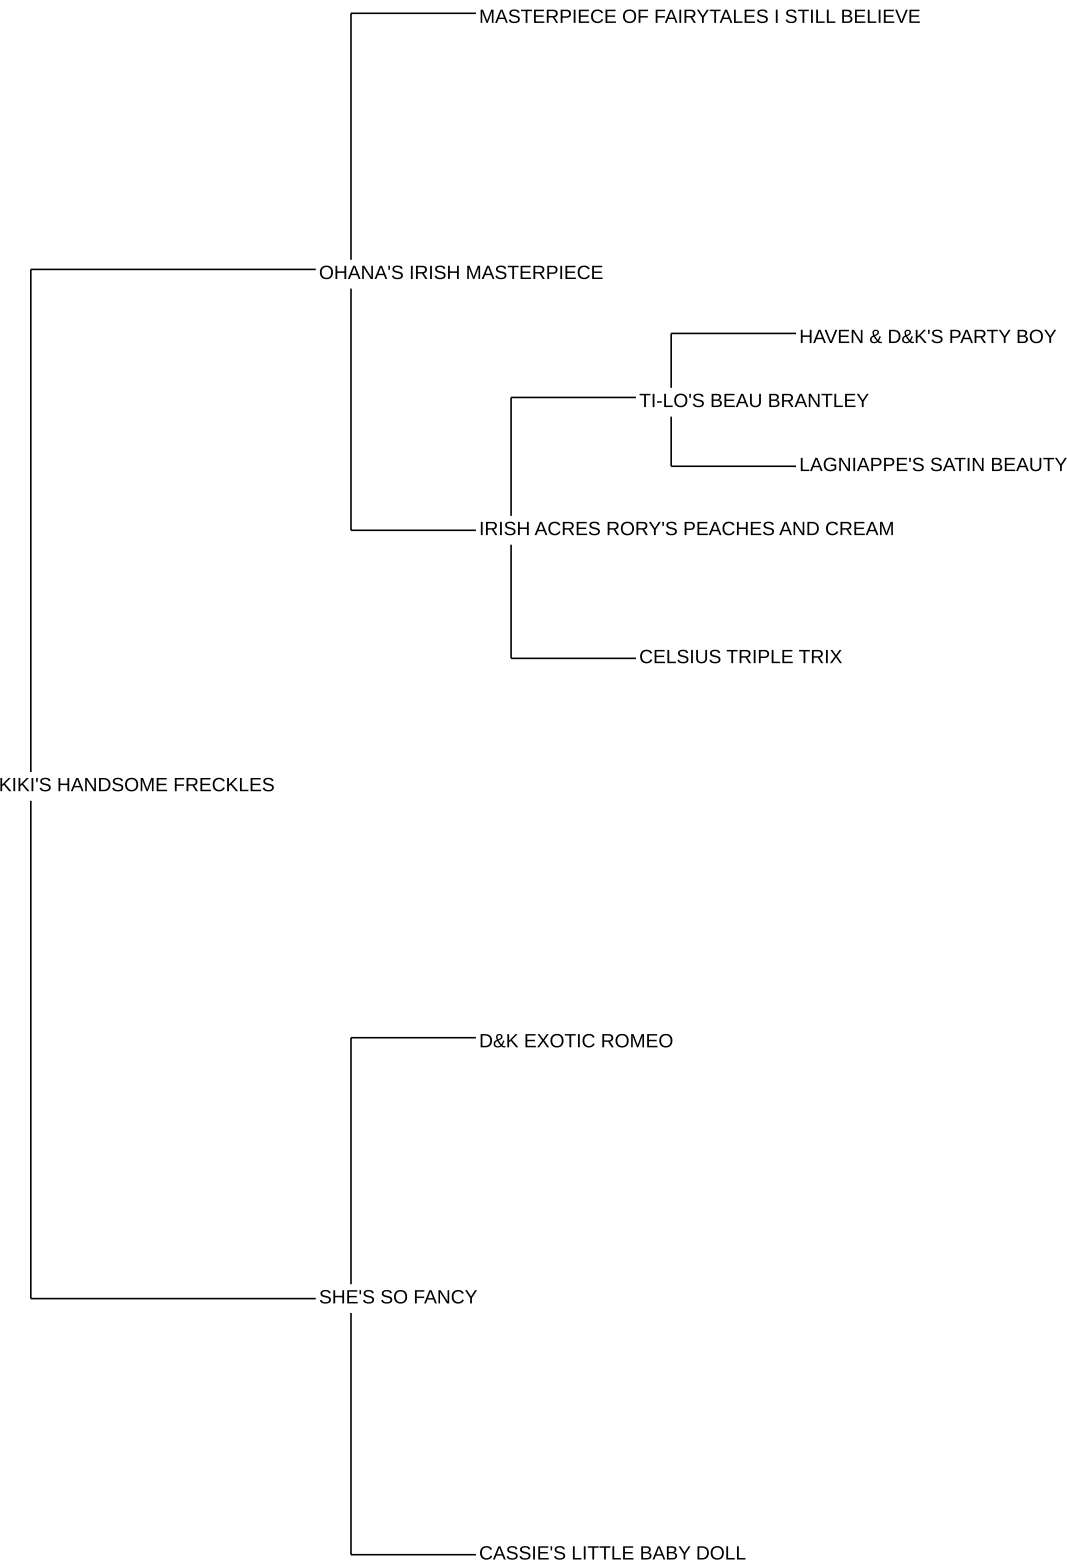 MASTERPIECE OF FAIRYTALES I STILL BELIEVE
OHANA'S IRISH MASTERPIECE
HAVEN & D&K'S PARTY BOY
TI-LO'S BEAU BRANTLEY
LAGNIAPPE'S SATIN BEAUTY
IRISH ACRES RORY'S PEACHES AND CREAM
CELSIUS TRIPLE TRIX
KIKI'S HANDSOME FRECKLES
D&K EXOTIC ROMEO
SHE'S SO FANCY
CASSIE'S LITTLE BABY DOLL